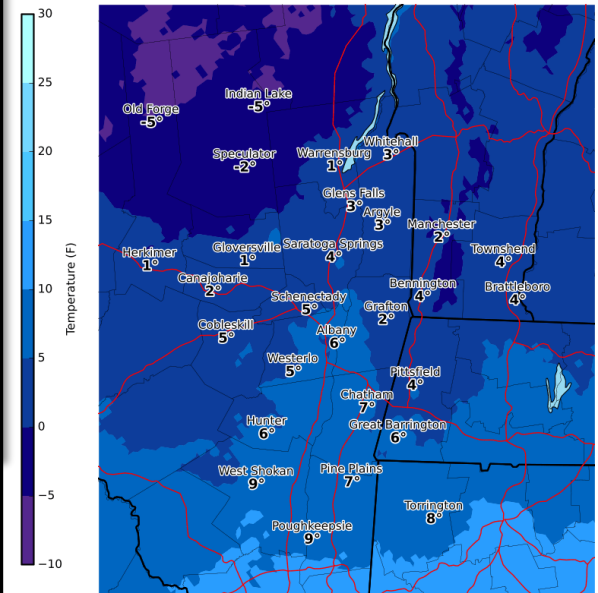 30
25
20
15
10
5
0
−5
−10
Temperature (F)
Indian Lake
-5°
Old Forge
-5°
Whitehall
3°
Speculator
-2°
Warrensburg
1°
Glens Falls
3°
Argyle
3°
Manchester
2°
Saratoga Springs
4°
Gloversville
1°
Herkimer
1°
Townshend
4°
Canajoharie
2°
Bennington
4°
Brattleboro
4°
Schenectady
5°
Grafton
2°
Cobleskill
5°
Albany
6°
Westerlo
5°
Pittsfield
4°
Chatham
7°
Hunter
6°
Great Barrington
6°
West Shokan
9°
Pine Plains
7°
Torrington
8°
Poughkeepsie
9°